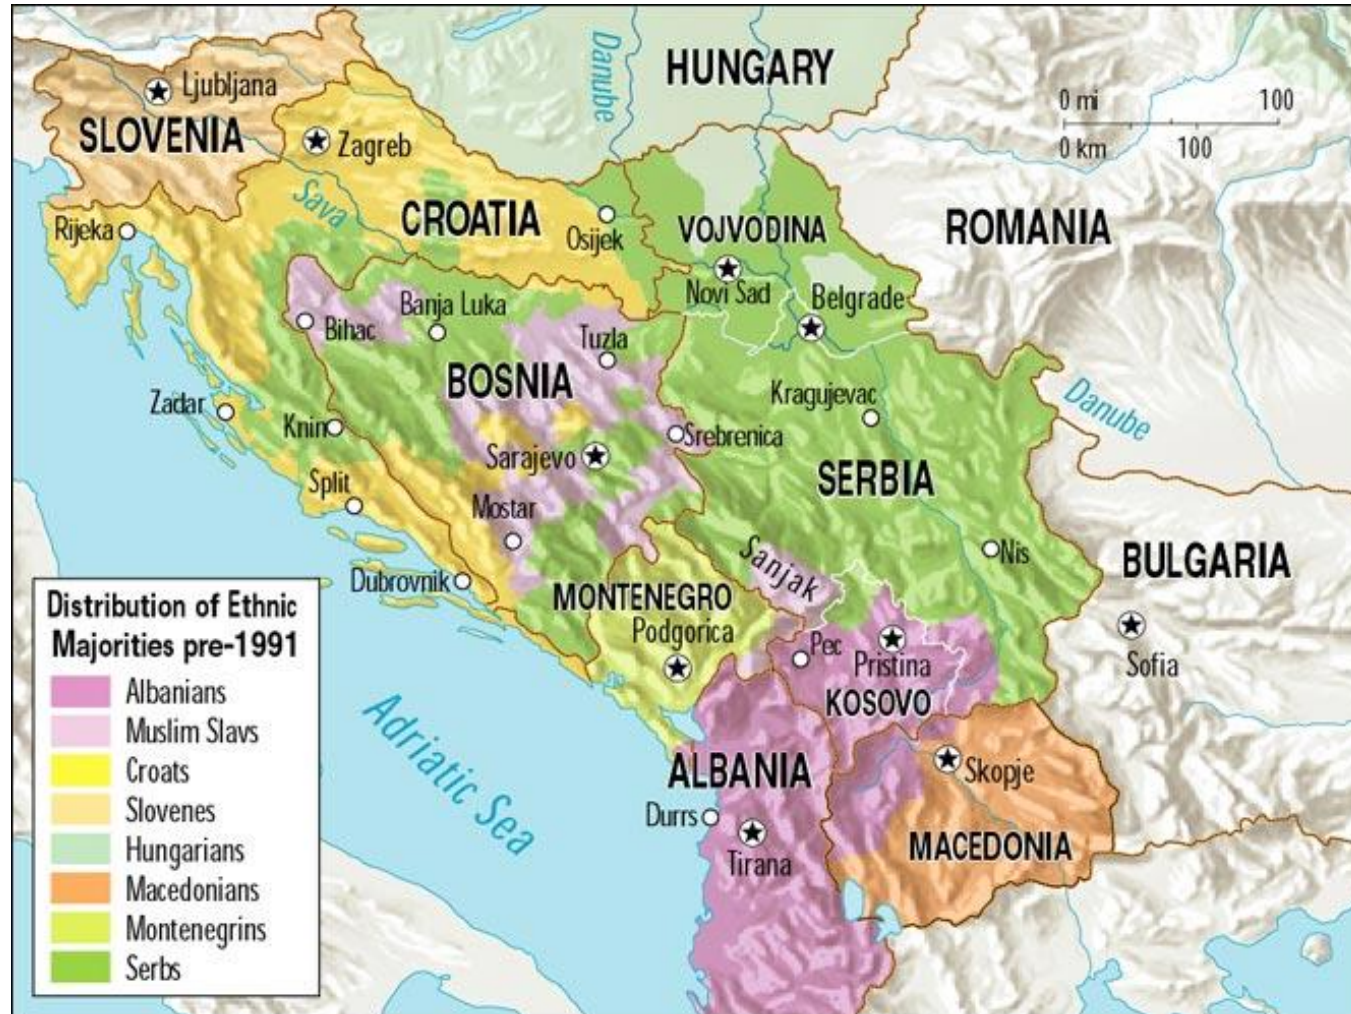 Danube
HUNGARY
0 mi 100
0 km 100
Ljubljana
SLOVENIA
Zagreb
Sava
CROATIA
Rijeka
Osijek
VOJVODINA
ROMANIA
Novi Sad
Belgrade
Banja Luka
Bihac
Tuzla
BOSNIA
Kragujevac
Danube
Zadar
Knin
Srebrenica
Sarajevo
SERBIA
Split
Mostar
Nis
Sanjak
BULGARIA
Dubrovnik
MONTENEGRO
Podgorica
Pec
Pristina
Sofia
KOSOVO
Adriatic Sea
ALBANIA
Skopje
Durrs
Tirana
MACEDONIA
Distribution of Ethnic
Majorities pre-1991
Albanians
Muslim Slavs
Croats
Slovenes
Hungarians
Macedonians
Montenegrins
Serbs